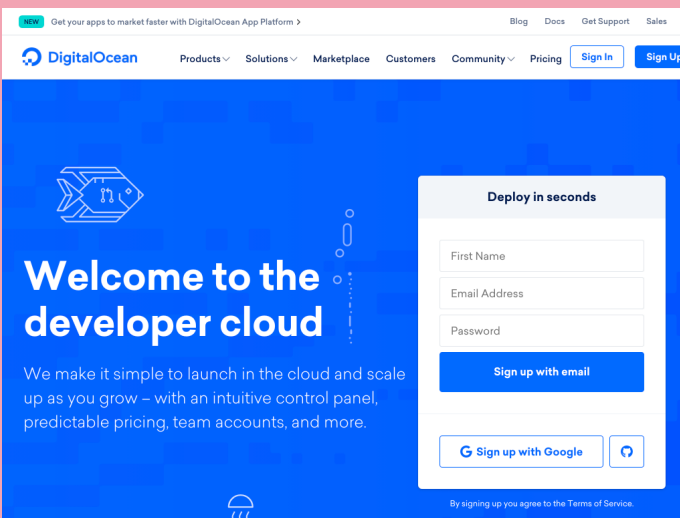 NEW Get your apps to market faster with DigitalOcean App Platform >
Blog Docs Get Support Sales
DigitalOcean Products Solutions Marketplace Customers Community Pricing Sign In Sign Up
Deploy in seconds
First Name
Email Address
Password
Sign up with email
Sign up with Google
By signing up you agree to the Terms of Service.
Welcome to the
developer cloud
We make it simple to launch in the cloud and scale
up as you grow – with an intuitive control panel,
predictable pricing, team accounts, and more.